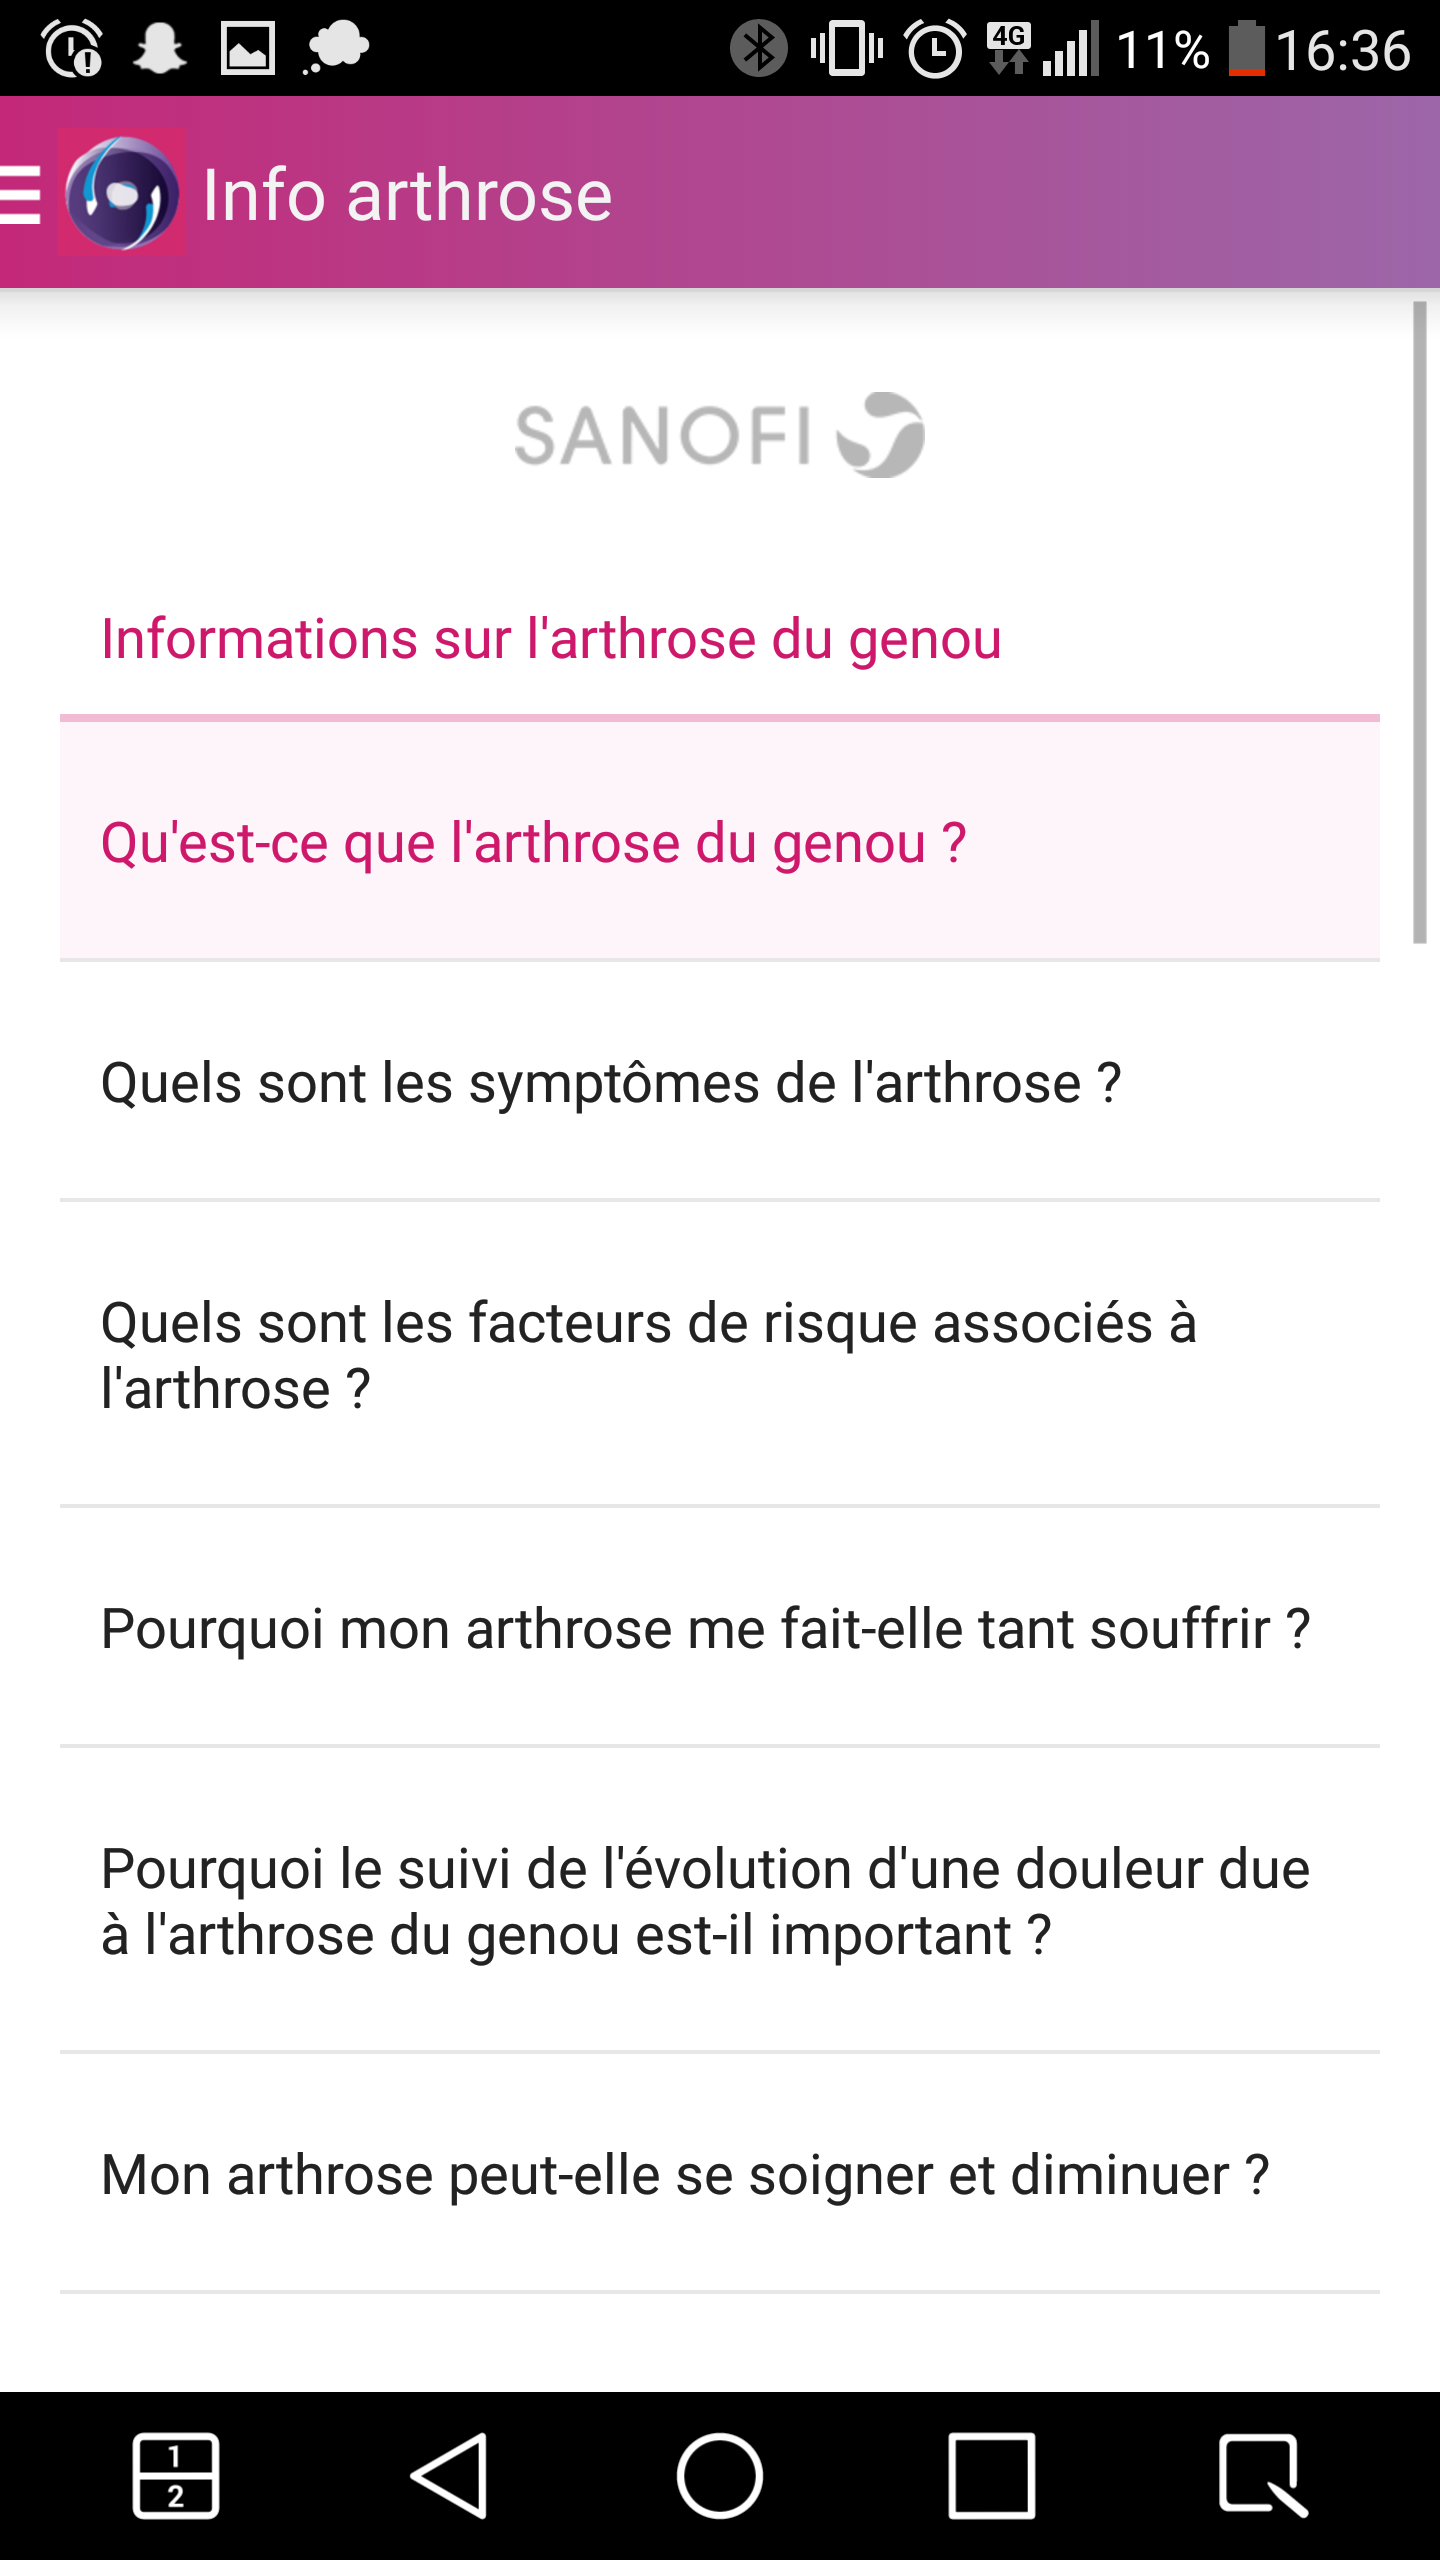 4G 11% 16:36
Info arthrose
SANOFI
Informations sur l'arthrose du genou
Qu'est-ce que l'arthrose du genou ?
Quels sont les symptômes de l'arthrose ?
Quels sont les facteurs de risque associés à
l'arthrose ?
Pourquoi mon arthrose me fait-elle tant souffrir ?
Pourquoi le suivi de l'évolution d'une douleur due
à l'arthrose du genou est-il important ?
Mon arthrose peut-elle se soigner et diminuer ?
1
2